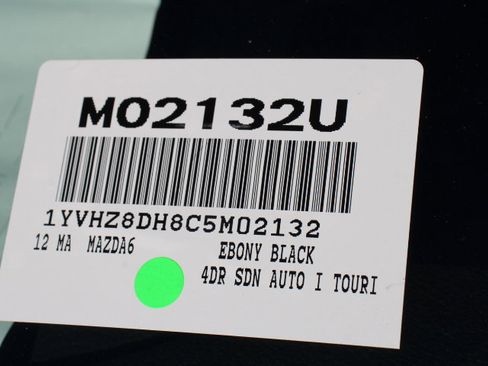 M02132U
1YVHZ8DH8C5M02132
12 MA MAZDA6 EBONY BLACK
4DR SDN AUTO I TOURI